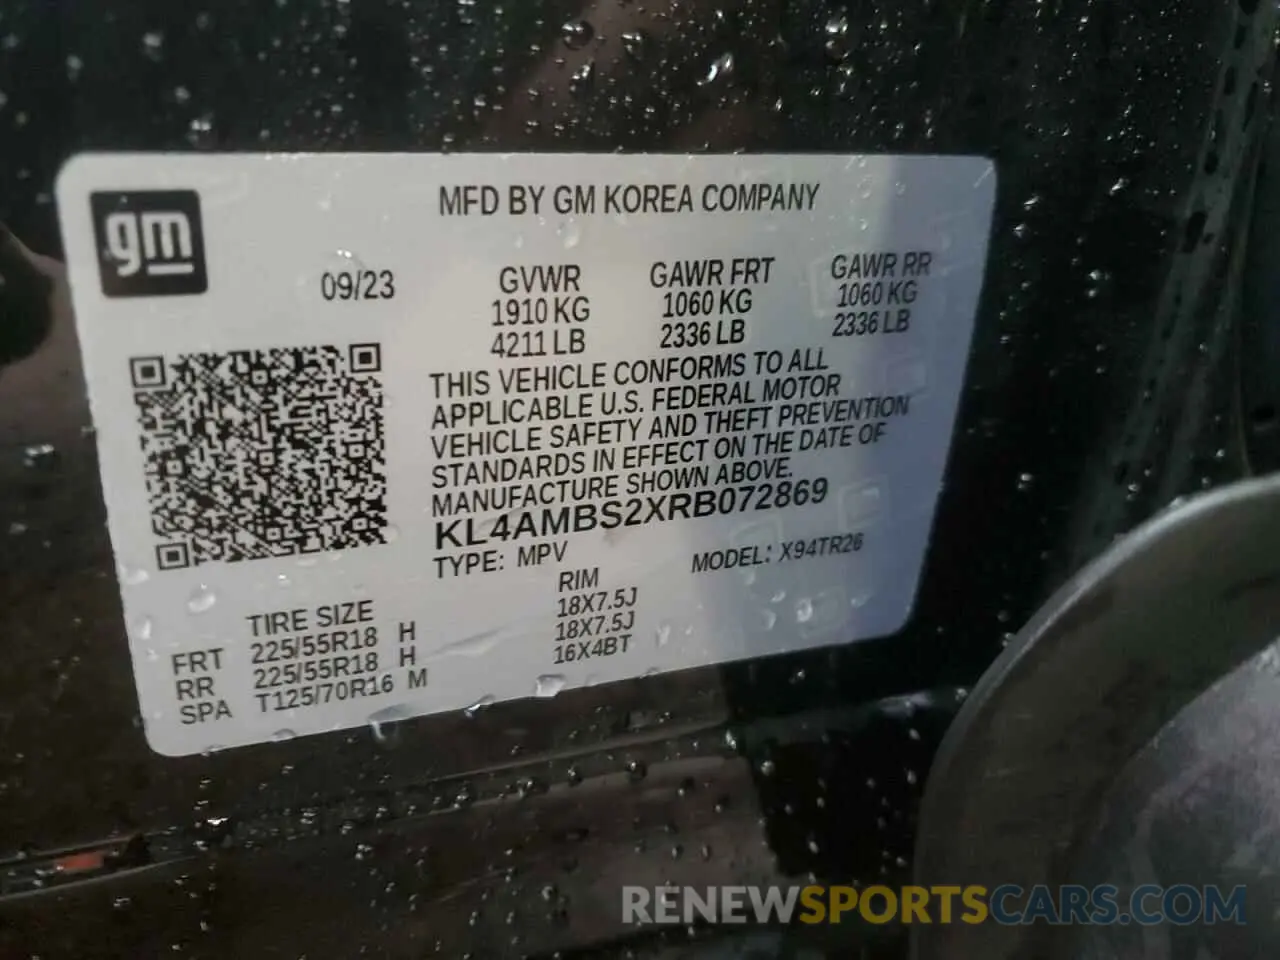 gm
MFD BY GM KOREA COMPANY
09/23
GVWR GAWR FRT GAWR RR
1910 KG 1060 KG 1060 KG
4211 LB 2336 LB 2336 LB
THIS VEHICLE CONFORMS TO ALL
APPLICABLE U.S. FEDERAL MOTOR
VEHICLE SAFETY AND THEFT PREVENTION
STANDARDS IN EFFECT ON THE DATE OF
MANUFACTURE SHOWN ABOVE.
KL4AMBS2XRB072869
TYPE: MPV MODEL: X94TR26
TIRE SIZE RIM
FRT 225/55R18 H 18X7.5J
RR 225/55R18 H 18X7.5J
SPA T125/70R16 M 16X4BT
RENEWSPORTSCARS.COM